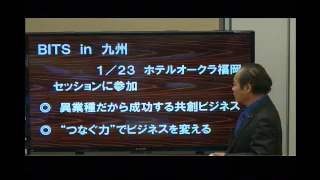 BITS in 九州
1／23 ホテルオークラ福岡
セッションに参加
◎ 異業種だから成功する共創ビジネス
◎ “つなぐ力”でビジネスを変える